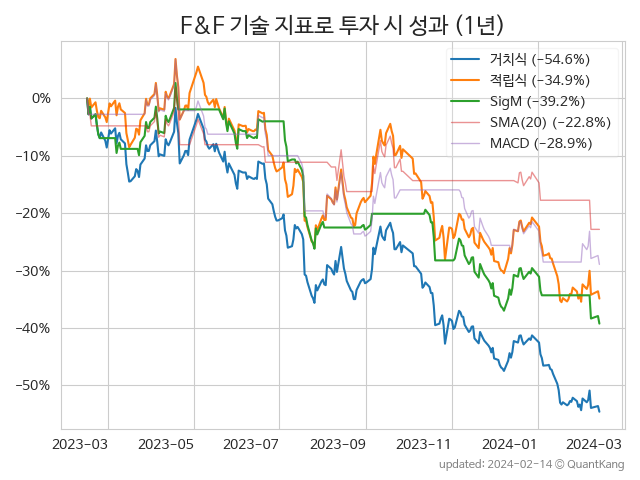 F&F 기술 지표로 투자 시 성과 (1년)
거치식 (−54.6%)
적립식 (−34.9%)
SigM (−39.2%)
SMA(20) (−22.8%)
MACD (−28.9%)
0%
−10%
−20%
−30%
−40%
−50%
2023-03 2023-05 2023-07 2023-09 2023-11 2024-01 2024-03
updated: 2024-02-14 © QuantKang